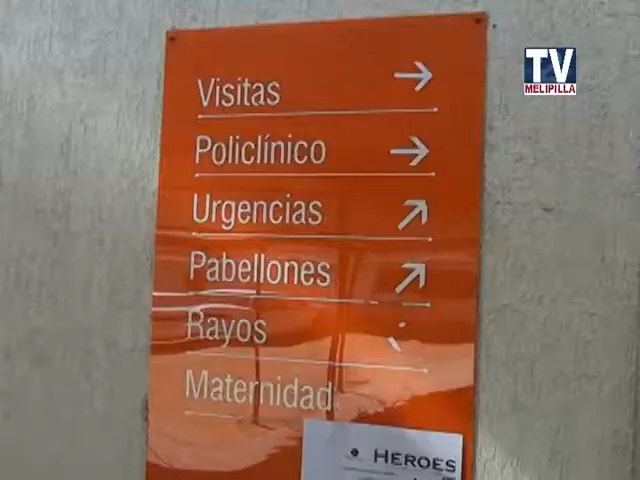 TV
MELIPILLA
Visitas →
Policlínico →
Urgencias ↗
Pabellones ↗
Rayos
Maternidad
HEROES